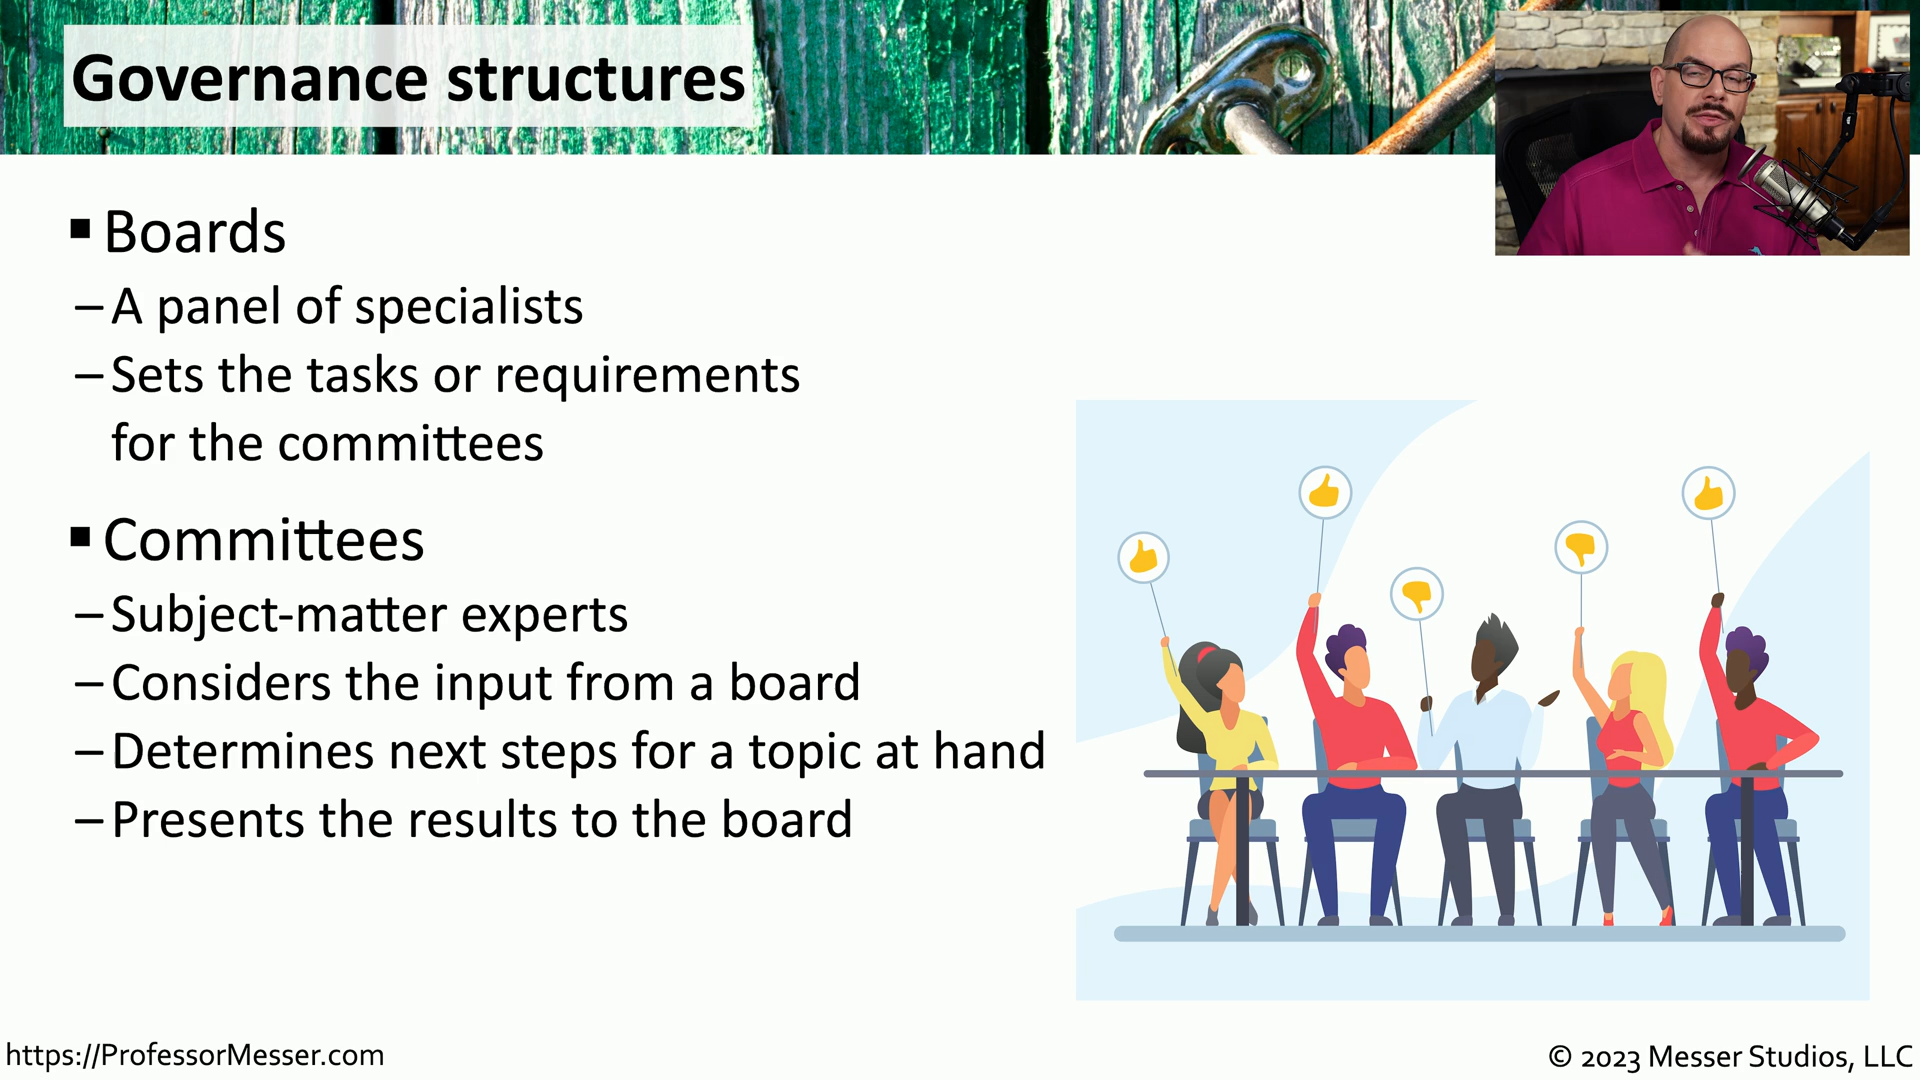 Governance structures
▪ Boards
– A panel of specialists
– Sets the tasks or requirements
for the committees
▪ Committees
– Subject-matter experts
– Considers the input from a board
– Determines next steps for a topic at hand
– Presents the results to the board
https://ProfessorMesser.com
© 2023 Messer Studios, LLC